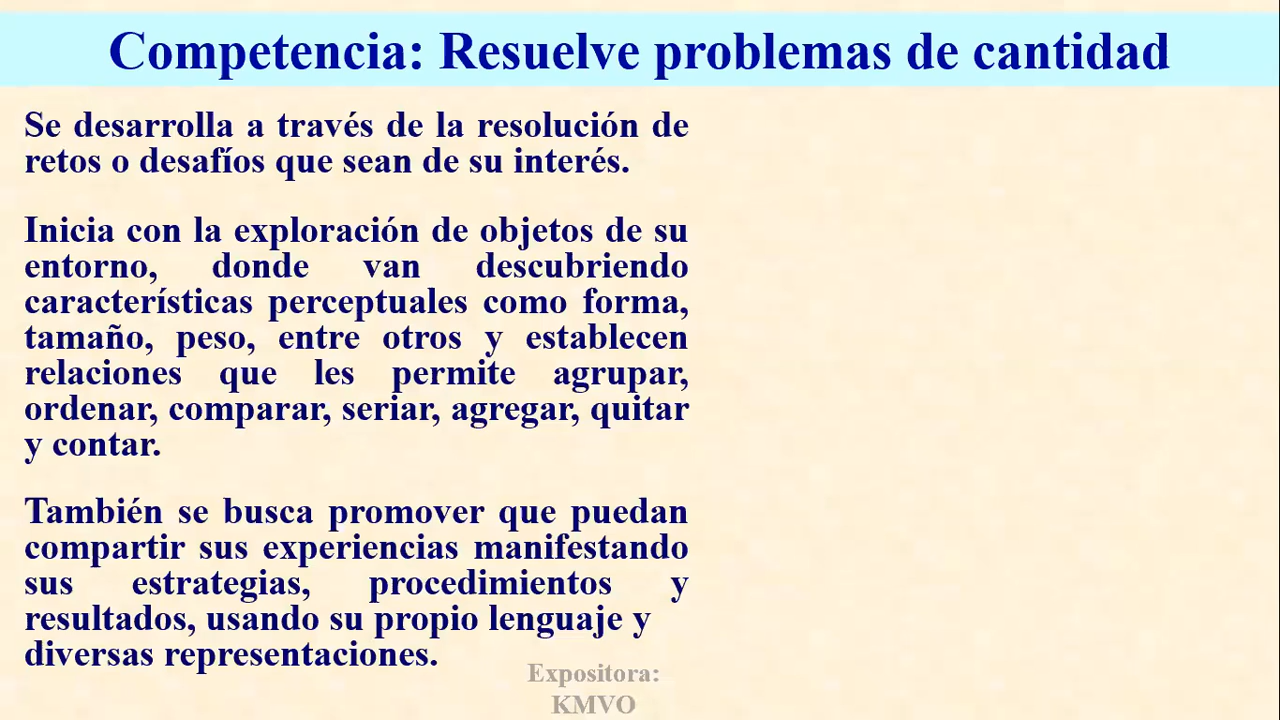 Competencia: Resuelve problemas de cantidad
Se desarrolla a través de la resolución de
retos o desafíos que sean de su interés.
Inicia con la exploración de objetos de su
entorno, donde van descubriendo
características perceptuales como forma,
tamaño, peso, entre otros y establecen
relaciones que les permite agrupar,
ordenar, comparar, seriar, agregar, quitar
y contar.
También se busca promover que puedan
compartir sus experiencias manifestando
sus estrategias, procedimientos y
resultados, usando su propio lenguaje y
diversas representaciones.
Expositora:
KMVO